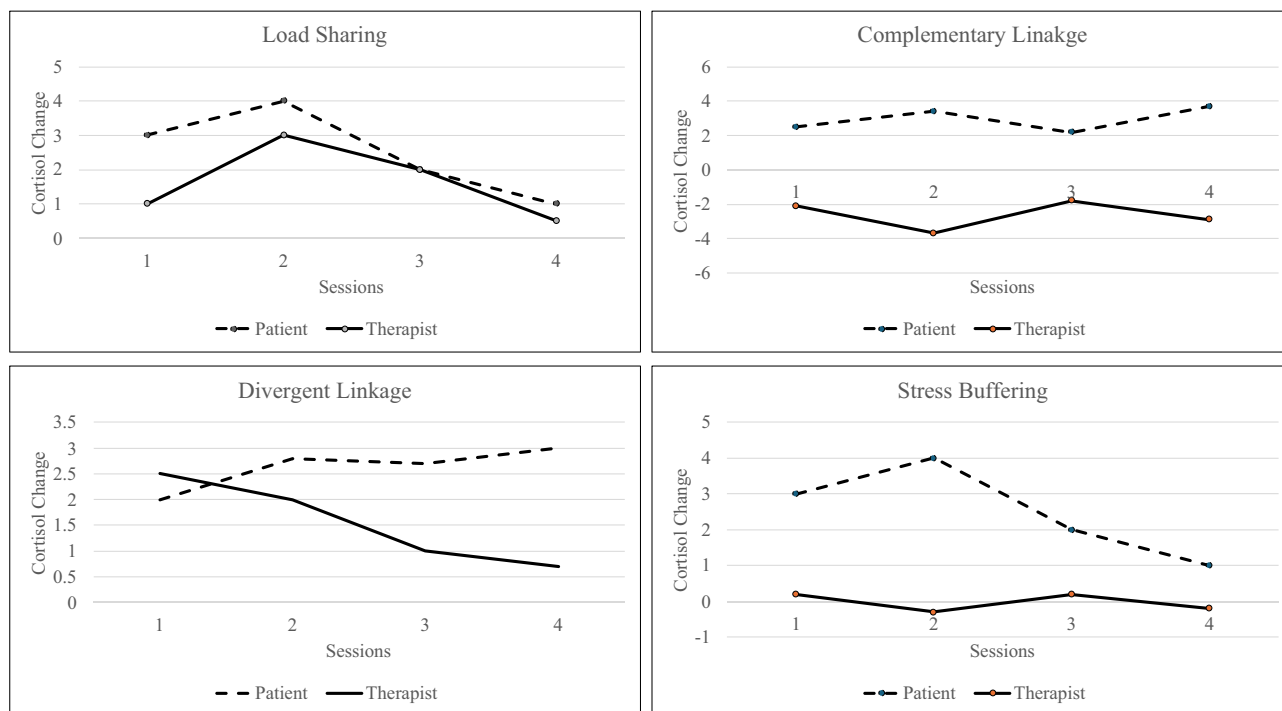 Load Sharing
Cortisol Change
5
4
3
2
1
0
1 2 3 4
Sessions
Patient Therapist
Complementary Linakge
Cortisol Change
6
4
2
0
-2
-4
-6
1 2 3 4
Sessions
Patient Therapist
Divergent Linkage
Cortisol Change
3.5
3
2.5
2
1.5
1
0.5
0
1 2 3 4
Sessions
Patient Therapist
Stress Buffering
Cortisol Change
5
4
3
2
1
0
-1
1 2 3 4
Sessions
Patient Therapist